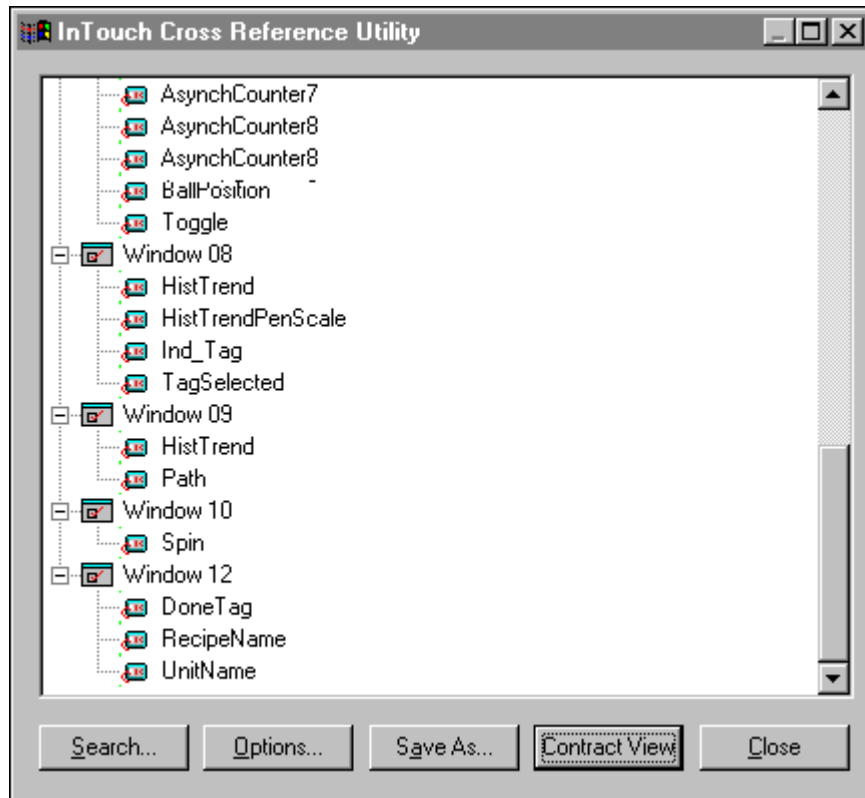 InTouch Cross Reference Utility
AsynchCounter7
AsynchCounter8
AsynchCounter8
BallPosition
Toggle
Window 08
HistTrend
HistTrendPenScale
Ind_Tag
TagSelected
Window 09
HistTrend
Path
Window 10
Spin
Window 12
DoneTag
RecipeName
UnitName
Search... Options... Save As... Contract View Close